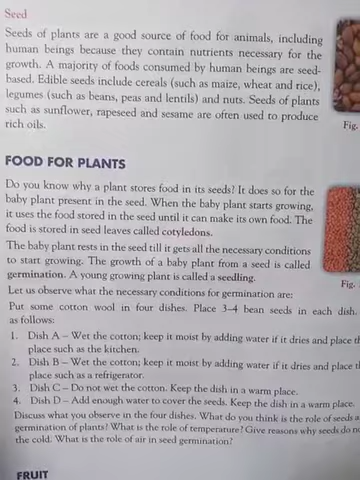 Seed
Seeds of plants are a good source of food for animals, including
human beings because they contain nutrients necessary for the
growth. A majority of foods consumed by human beings are seed-
based. Edible seeds include cereals (such as maize, wheat and rice),
legumes (such as beans, peas and lentils) and nuts. Seeds of plants
such as sunflower, rapeseed and sesame are often used to produce
rich oils.
Fig.
FOOD FOR PLANTS
Do you know why a plant stores food in its seeds? It does so for the
baby plant present in the seed. When the baby plant starts growing,
it uses the food stored in the seed until it can make its own food. The
food is stored in seed leaves called cotyledons.
The baby plant rests in the seed till it gets all the necessary conditions
to start growing. The growth of a baby plant from a seed is called
germination. A young growing plant is called a seedling.
Fig.
Let us observe what the necessary conditions for germination are:
Put some cotton wool in four dishes. Place 3–4 bean seeds in each dish.
as follows:
1. Dish A – Wet the cotton; keep it moist by adding water if it dries and place th
place such as the kitchen.
2. Dish B – Wet the cotton; keep it moist by adding water if it dries and place t
place such as a refrigerator.
3. Dish C – Do not wet the cotton. Keep the dish in a warm place.
4. Dish D – Add enough water to cover the seeds. Keep the dish in a warm place.
Discuss what you observe in the four dishes. What do you think is the role of seeds a
germination of plants? What is the role of temperature? Give reasons why seeds do no
the cold. What is the role of air in seed germination?
FRUIT